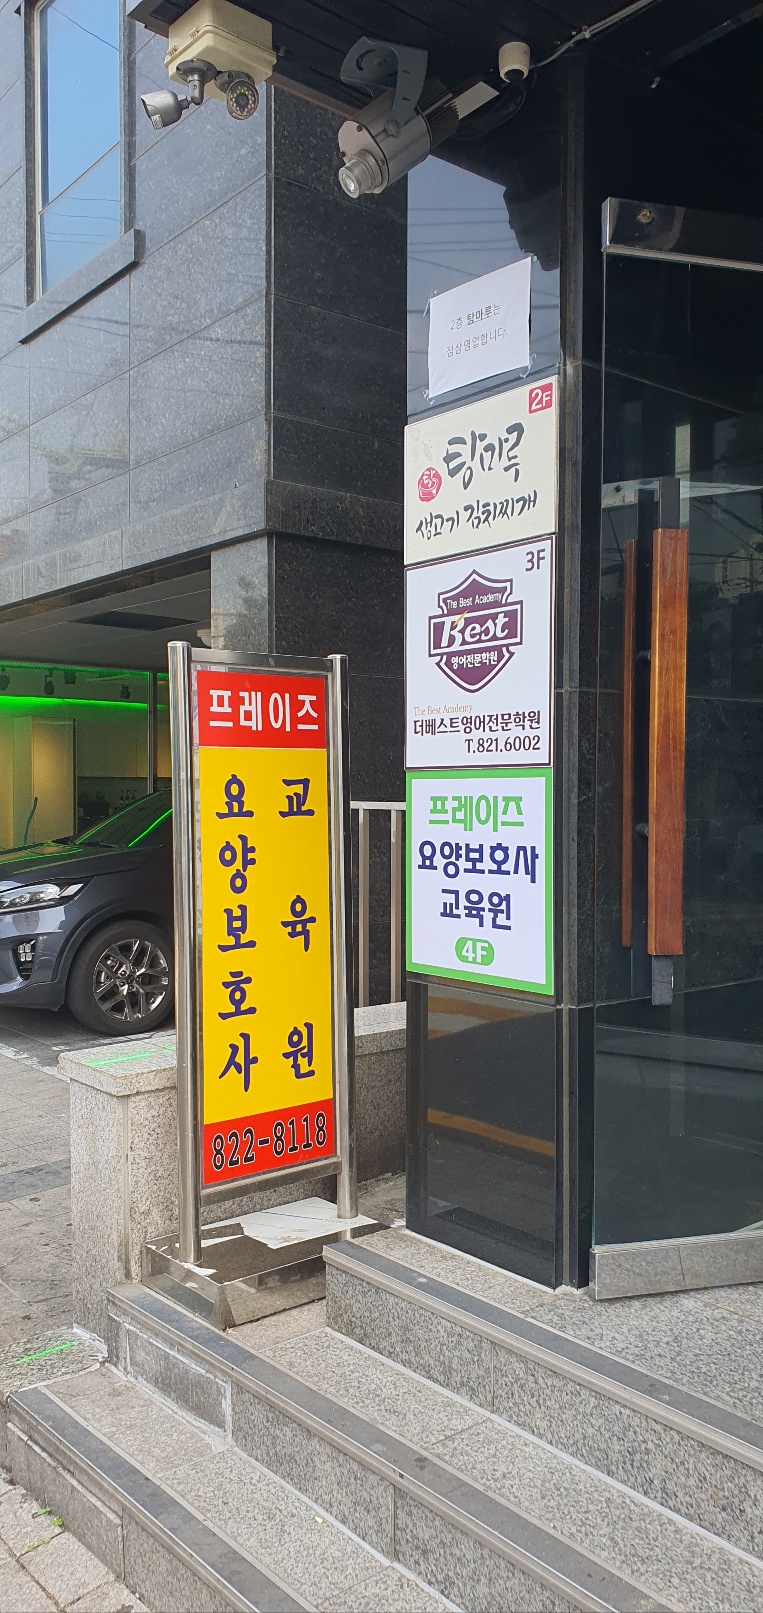 2층 탕마루는
정상영업합니다.
2F
탕마루
탕
생고기 김치찌개
3F
The Best Academy
Best
영어전문학원
The Best Academy
더베스트영어전문학원
T.821.6002
프레이즈
요양보호사
교육원
4F
프레이즈
요양보호사
교육원
822-8118